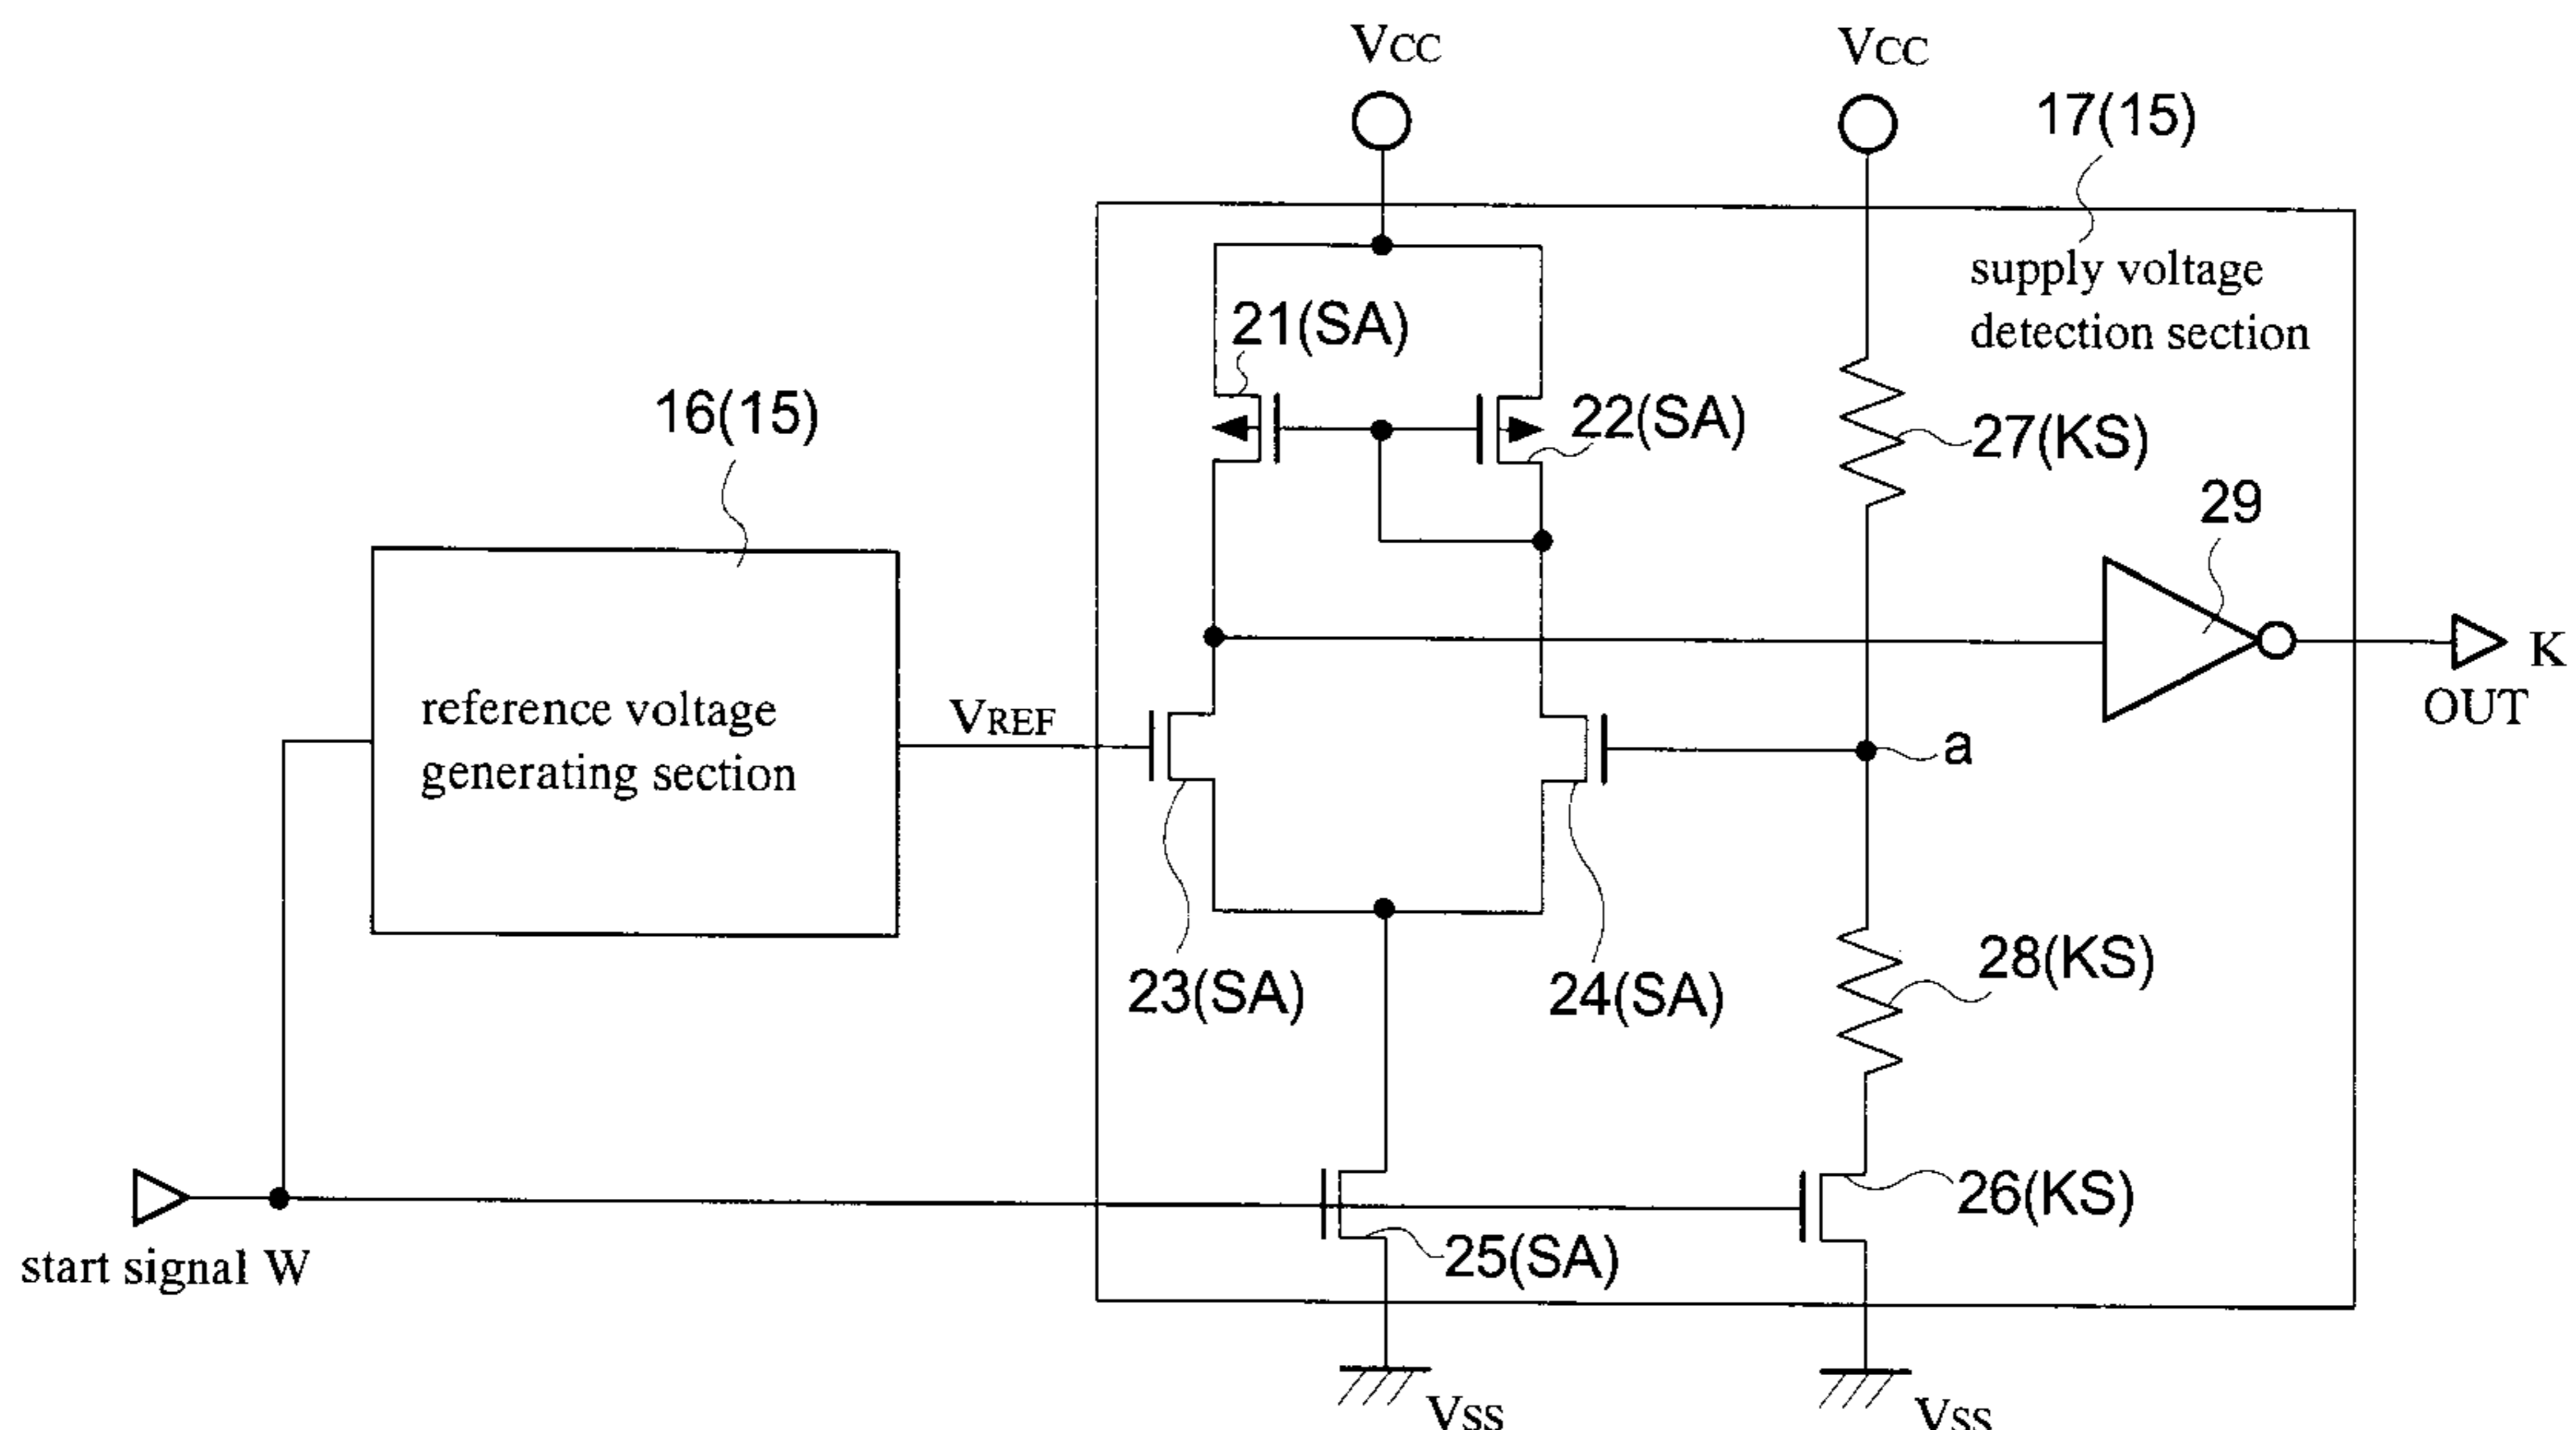 VCC
VCC
17(15)
supply voltage
detection section
21(SA)
22(SA)
27(KS)
16(15)
29
reference voltage
generating section
VREF
a
K
OUT
23(SA)
24(SA)
28(KS)
26(KS)
25(SA)
start signal W
VSS
VSS